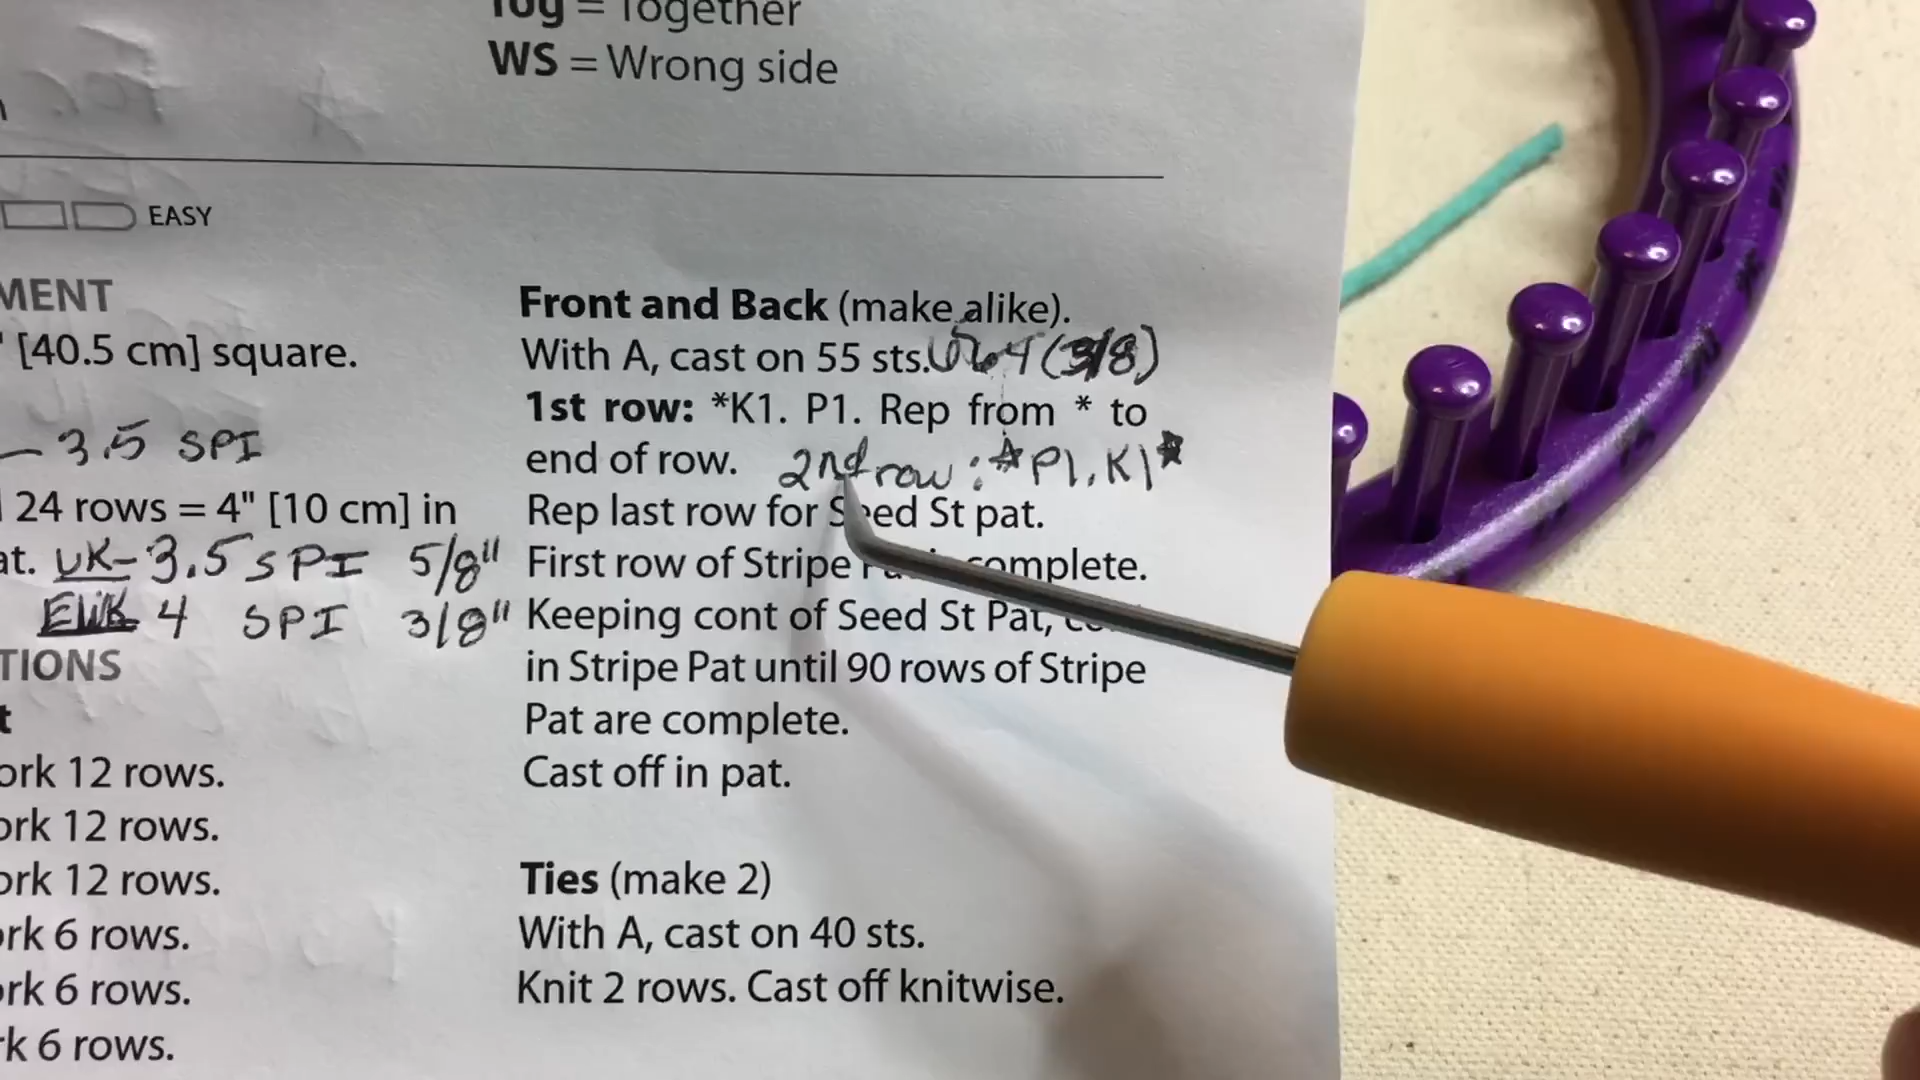 Tog = Together
WS = Wrong side
EASY
MENT
" [40.5 cm] square.
3.5 SPI
24 rows = 4" [10 cm] in
at. UK- 3.5 SPI 5/8"
4 SPI 3/8"
TIONS
t
ork 12 rows.
ork 12 rows.
ork 12 rows.
rk 6 rows.
rk 6 rows.
rk 6 rows.
Front and Back (make alike).
With A, cast on 55 sts. (3/8)
1st row: *K1. P1. Rep from * to
end of row. 2nd row: *P1, K1*
Rep last row for Seed St pat.
First row of Stripe complete.
Keeping cont of Seed St Pat,
in Stripe Pat until 90 rows of Stripe
Pat are complete.
Cast off in pat.
Ties (make 2)
With A, cast on 40 sts.
Knit 2 rows. Cast off knitwise.